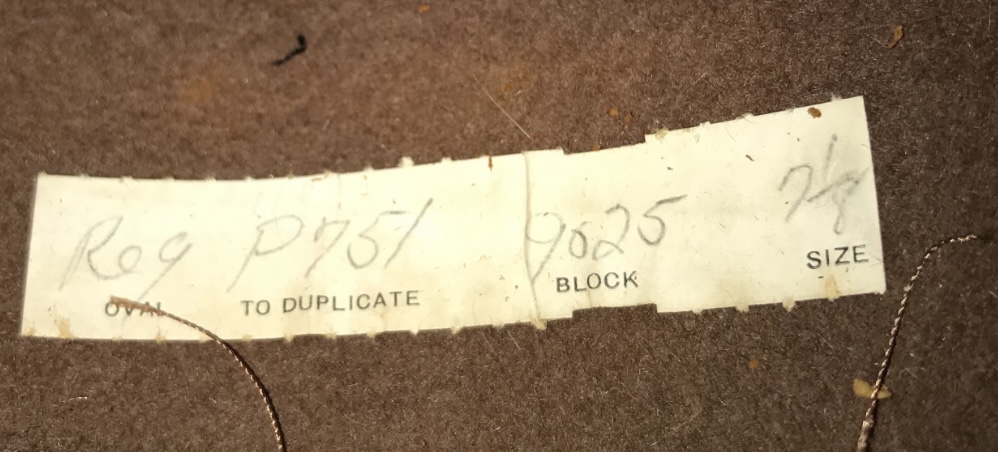 Reg P751 9025 7 1/8
OVAL TO DUPLICATE BLOCK SIZE